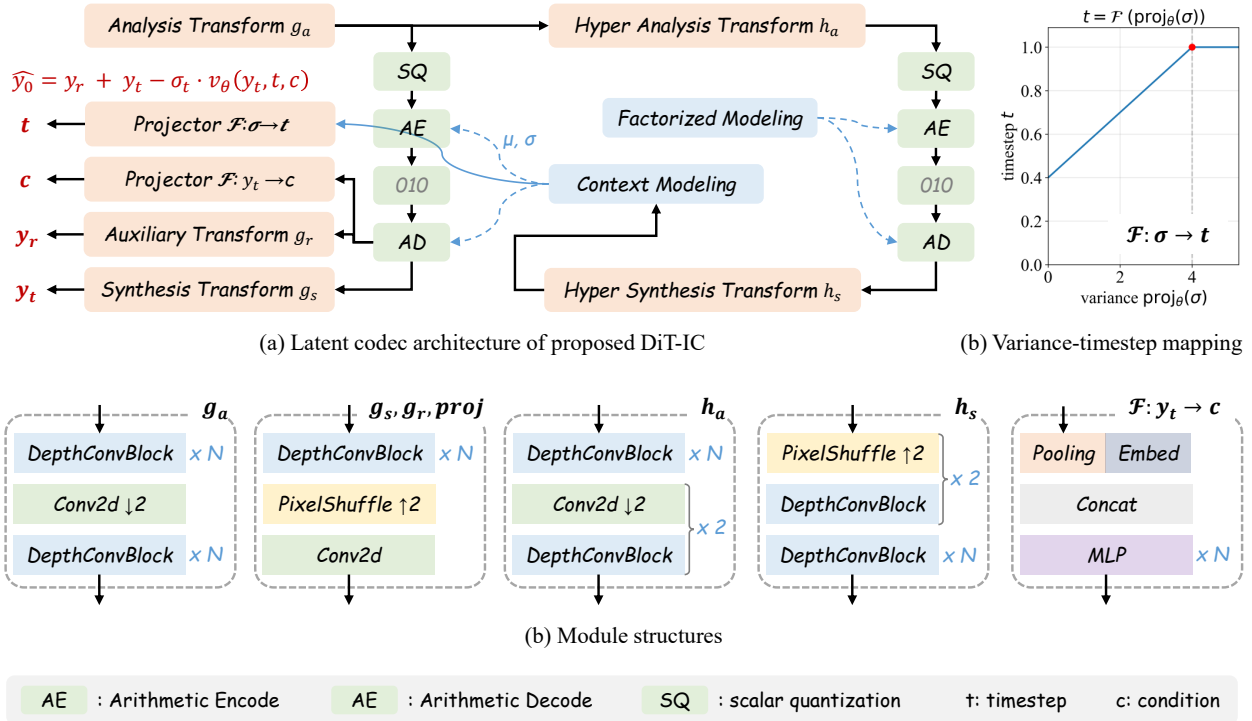 Analysis Transform g_a
Hyper Analysis Transform h_a
SQ
SQ
\widehat{y_0} = y_r + y_t − σ_t · v_θ(y_t, t, c)
t
Projector 𝓕: σ→t
AE
μ, σ
Factorized Modeling
AE
c
Projector 𝓕: y_t →c
010
Context Modeling
010
y_r
Auxiliary Transform g_r
AD
AD
y_t
Synthesis Transform g_s
Hyper Synthesis Transform h_s
(a) Latent codec architecture of proposed DiT-IC
t = 𝓕 (proj_θ(σ))
timestep t
1.0
0.8
0.6
0.4
0.2
0.0
0
2
4
𝓕: σ → t
variance proj_θ(σ)
(b) Variance-timestep mapping
g_a
DepthConvBlock x N
Conv2d ↓2
DepthConvBlock x N
g_s, g_r, proj
DepthConvBlock x N
PixelShuffle ↑2
Conv2d
h_a
DepthConvBlock x N
Conv2d ↓2
DepthConvBlock
x 2
h_s
PixelShuffle ↑2
DepthConvBlock
x 2
DepthConvBlock x N
𝓕: y_t → c
Pooling Embed
Concat
MLP x N
(b) Module structures
AE : Arithmetic Encode AE : Arithmetic Decode SQ : scalar quantization t: timestep c: condition